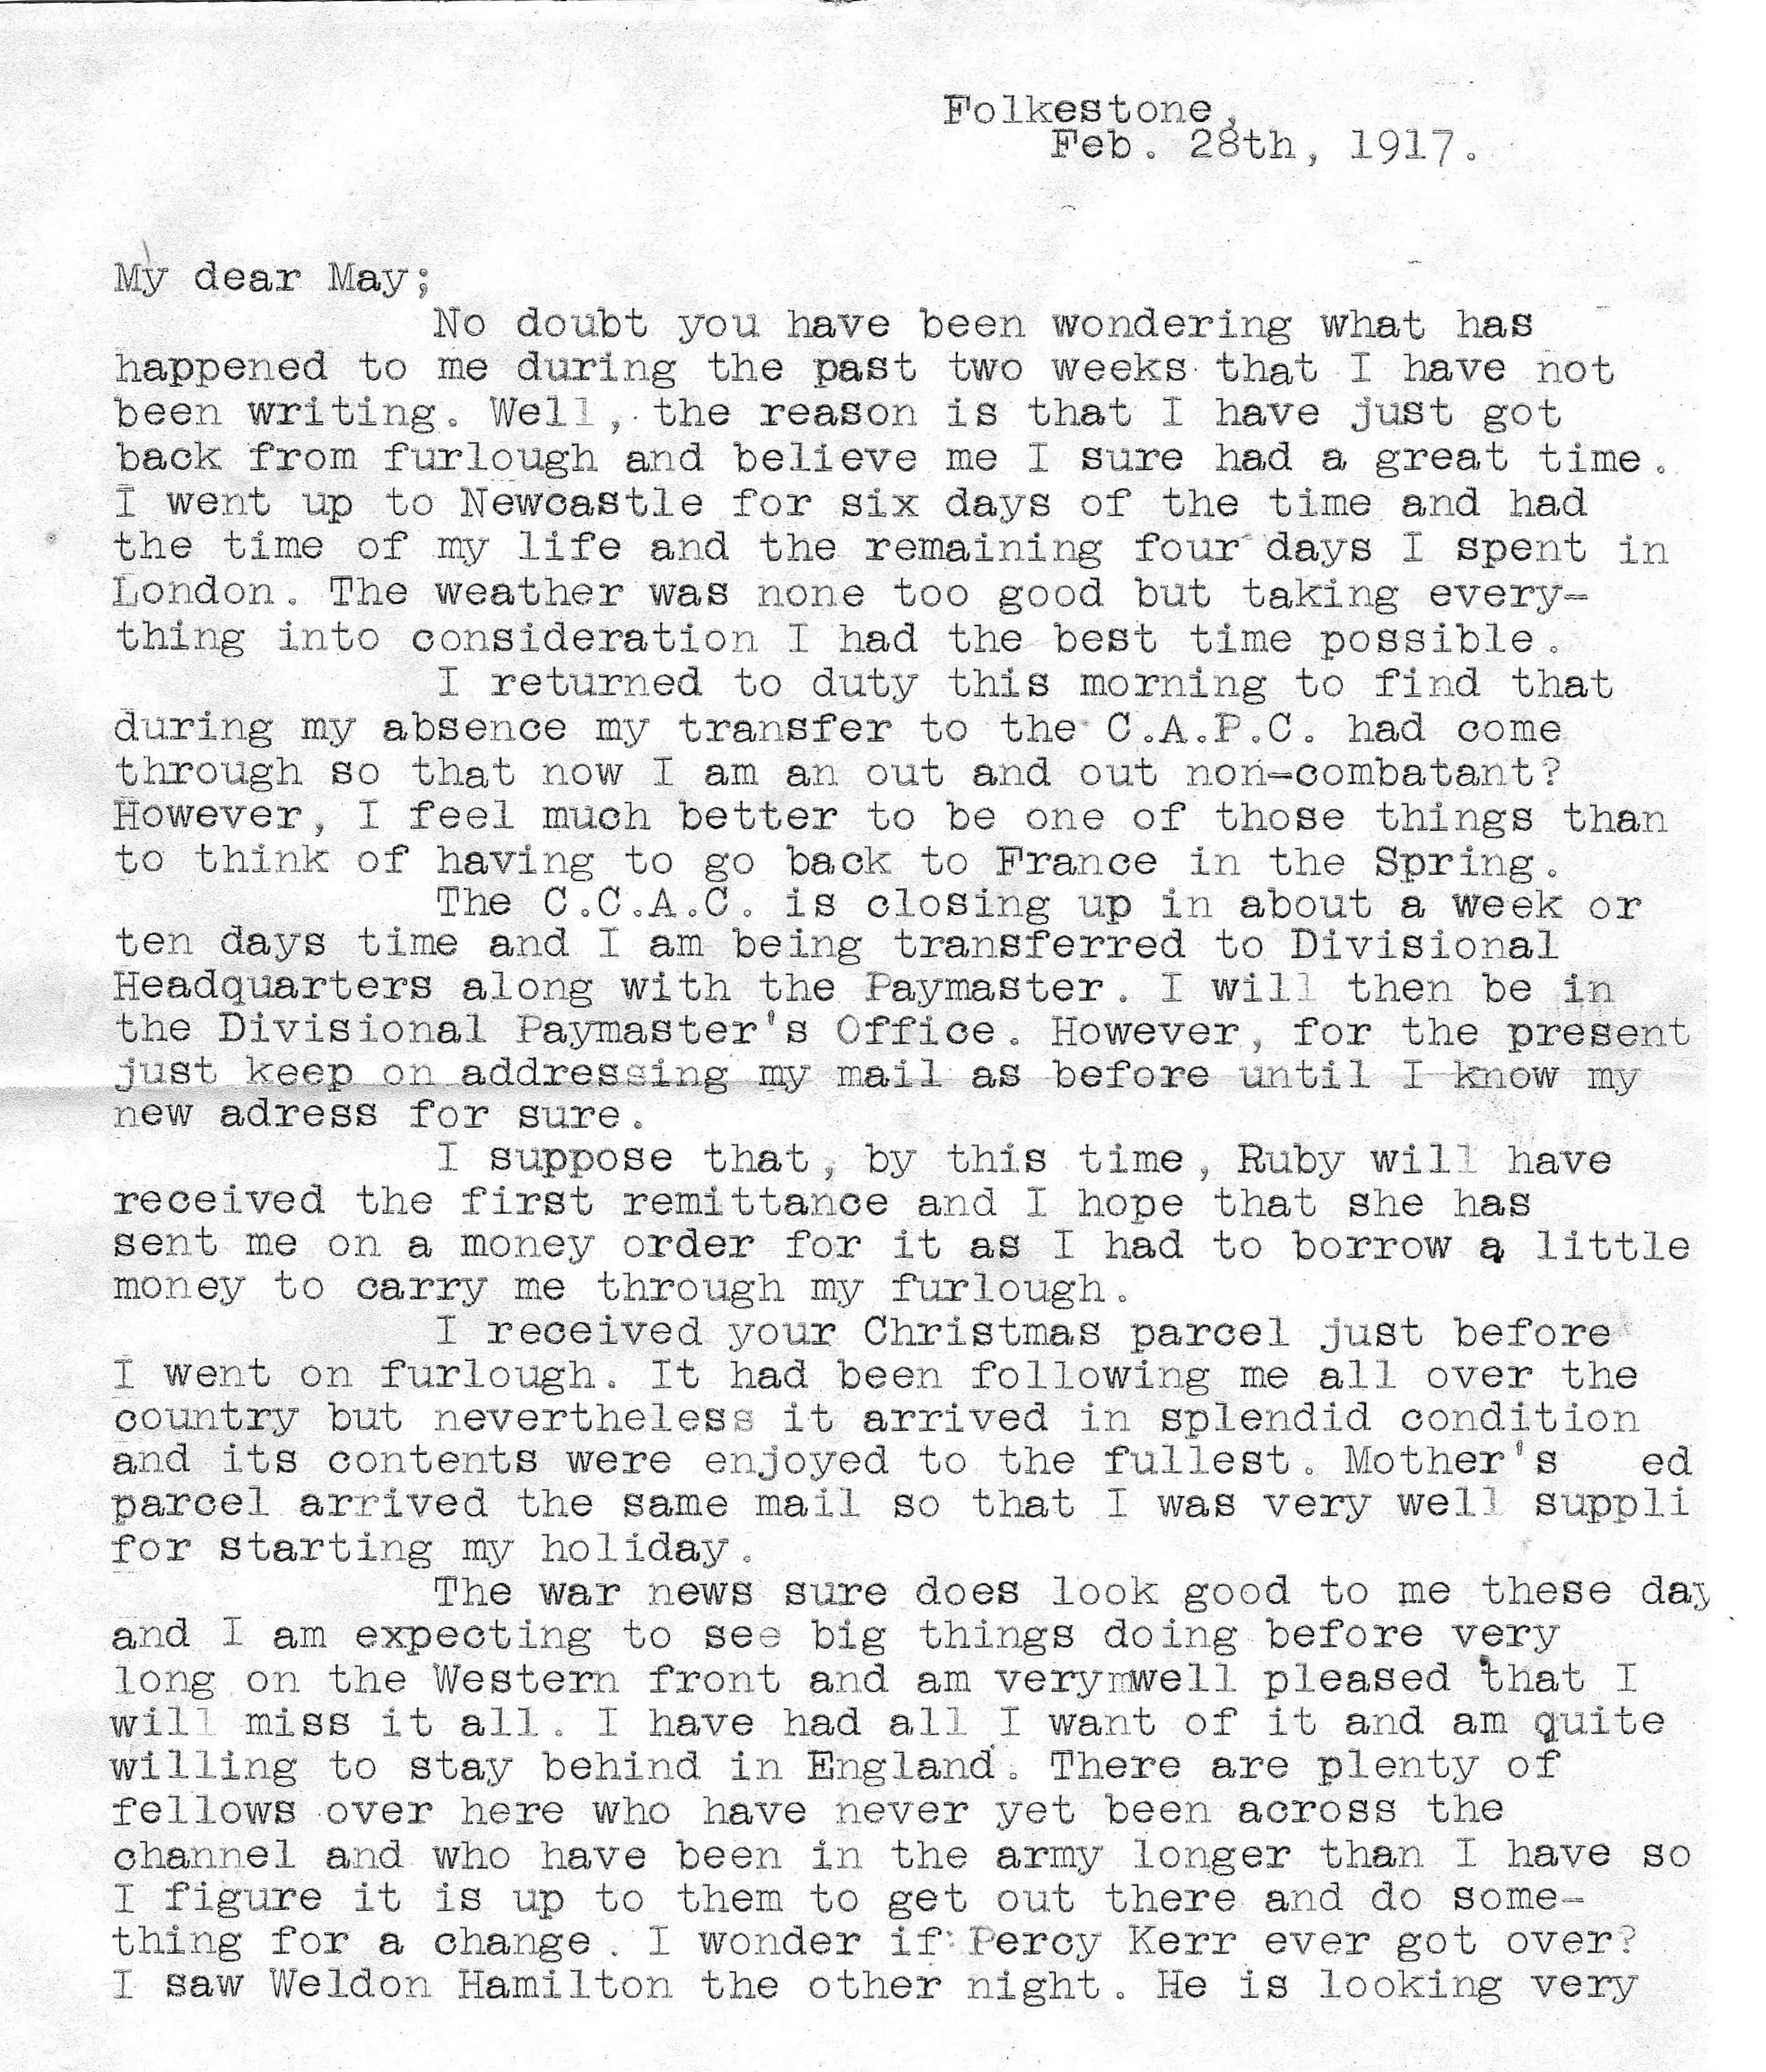 Folkestone,
Feb. 28th, 1917.
My dear May;
No doubt you have been wondering what has
happened to me during the past two weeks that I have not
been writing. Well, the reason is that I have just got
back from furlough and believe me I sure had a great time.
I went up to Newcastle for six days of the time and had
the time of my life and the remaining four days I spent in
London. The weather was none too good but taking every-
thing into consideration I had the best time possible.
I returned to duty this morning to find that
during my absence my transfer to the C.A.P.C. had come
through so that now I am an out and out non-combatant?
However, I feel much better to be one of those things than
to think of having to go back to France in the Spring.
The C.C.A.C. is closing up in about a week or
ten days time and I am being transferred to Divisional
Headquarters along with the Paymaster. I will then be in
the Divisional Paymaster's Office. However, for the present
just keep on addressing my mail as before until I know my
new adress for sure.
I suppose that, by this time, Ruby will have
received the first remittance and I hope that she has
sent me on a money order for it as I had to borrow a little
money to carry me through my furlough.
I received your Christmas parcel just before
I went on furlough. It had been following me all over the
country but nevertheless it arrived in splendid condition
and its contents were enjoyed to the fullest. Mother's ed
parcel arrived the same mail so that I was very well suppli
for starting my holiday.
The war news sure does look good to me these day
and I am expecting to see big things doing before very
long on the Western front and am verymwell pleased that I
will miss it all. I have had all I want of it and am quite
willing to stay behind in England. There are plenty of
fellows over here who have never yet been across the
channel and who have been in the army longer than I have so
I figure it is up to them to get out there and do some-
thing for a change. I wonder if Percy Kerr ever got over?
I saw Weldon Hamilton the other night. He is looking very